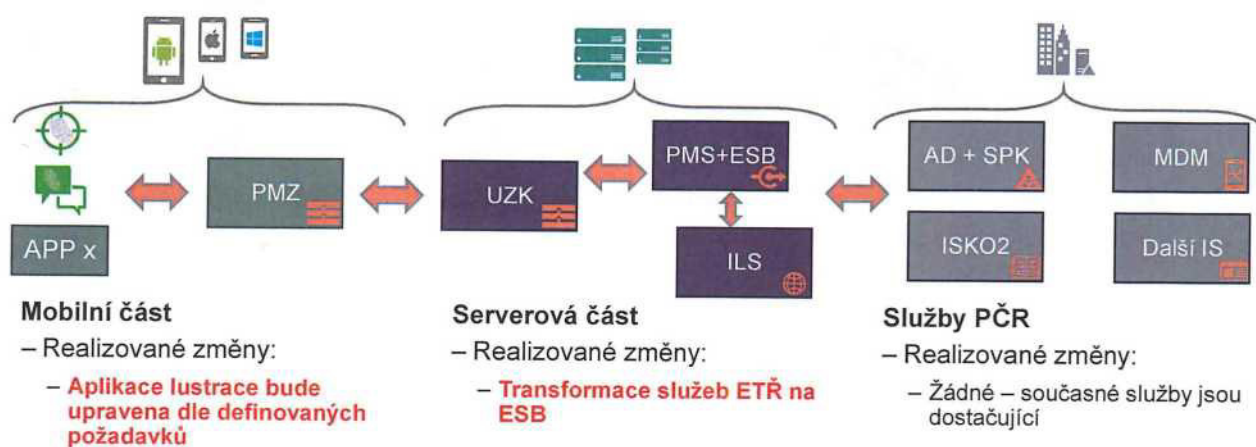 PMZ
APP x
UZK
PMS+ESB
ILS
AD + SPK
MDM
ISKO2
Další IS
Mobilní část
– Realizované změny:
– Aplikace lustrace bude
upravena dle definovaných
požadavků
Serverová část
– Realizované změny:
– Transformace služeb ETŘ na
ESB
Služby PČR
– Realizované změny:
– Žádné – současné služby jsou
dostačující